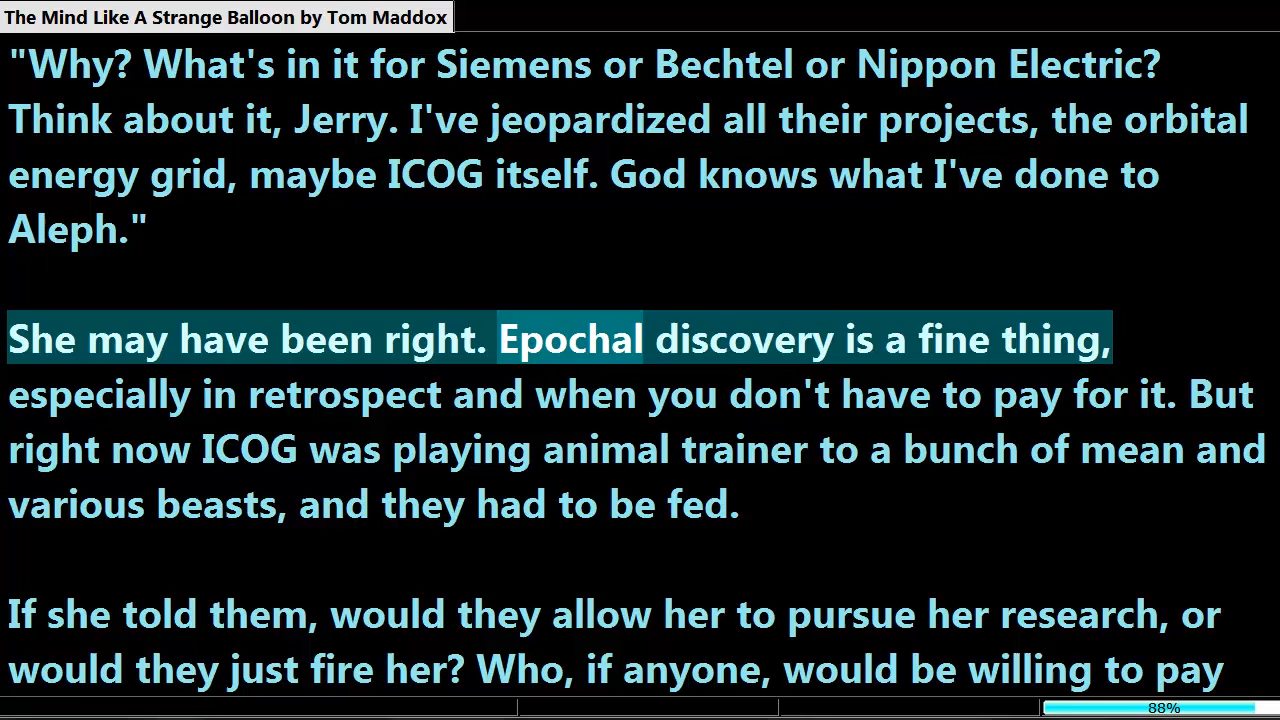 The Mind Like A Strange Balloon by Tom Maddox
"Why? What's in it for Siemens or Bechtel or Nippon Electric?
Think about it, Jerry. I've jeopardized all their projects, the orbital
energy grid, maybe ICOG itself. God knows what I've done to
Aleph."
She may have been right. Epochal discovery is a fine thing,
especially in retrospect and when you don't have to pay for it. But
right now ICOG was playing animal trainer to a bunch of mean and
various beasts, and they had to be fed.
If she told them, would they allow her to pursue her research, or
would they just fire her? Who, if anyone, would be willing to pay
88%